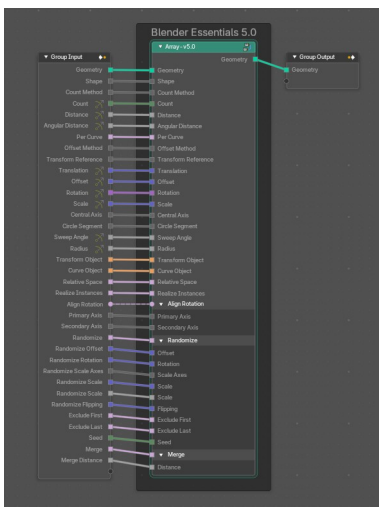 Blender Essentials 5.0
Array - v5.0
Geometry
Shape
Count Method
Count
Distance
Angular Distance
Per Curve
Offset Method
Transform Reference
Translation
Offset
Rotation
Scale
Central Axis
Circle Segment
Sweep Angle
Radius
Transform Object
Curve Object
Relative Space
Realize Instances
Align Rotation
Primary Axis
Secondary Axis
Randomize
Offset
Rotation
Scale Axes
Scale
Scale
Flipping
Exclude First
Exclude Last
Seed
Merge
Distance
Group Input
Geometry
Shape
Count Method
Count
Distance
Angular Distance
Per Curve
Offset Method
Transform Reference
Translation
Offset
Rotation
Scale
Central Axis
Circle Segment
Sweep Angle
Radius
Transform Object
Curve Object
Relative Space
Realize Instances
Align Rotation
Primary Axis
Secondary Axis
Randomize
Randomize Offset
Randomize Rotation
Randomize Scale Axes
Randomize Scale
Randomize Scale
Randomize Flipping
Exclude First
Exclude Last
Seed
Merge
Merge Distance
Geometry
Group Output
Geometry